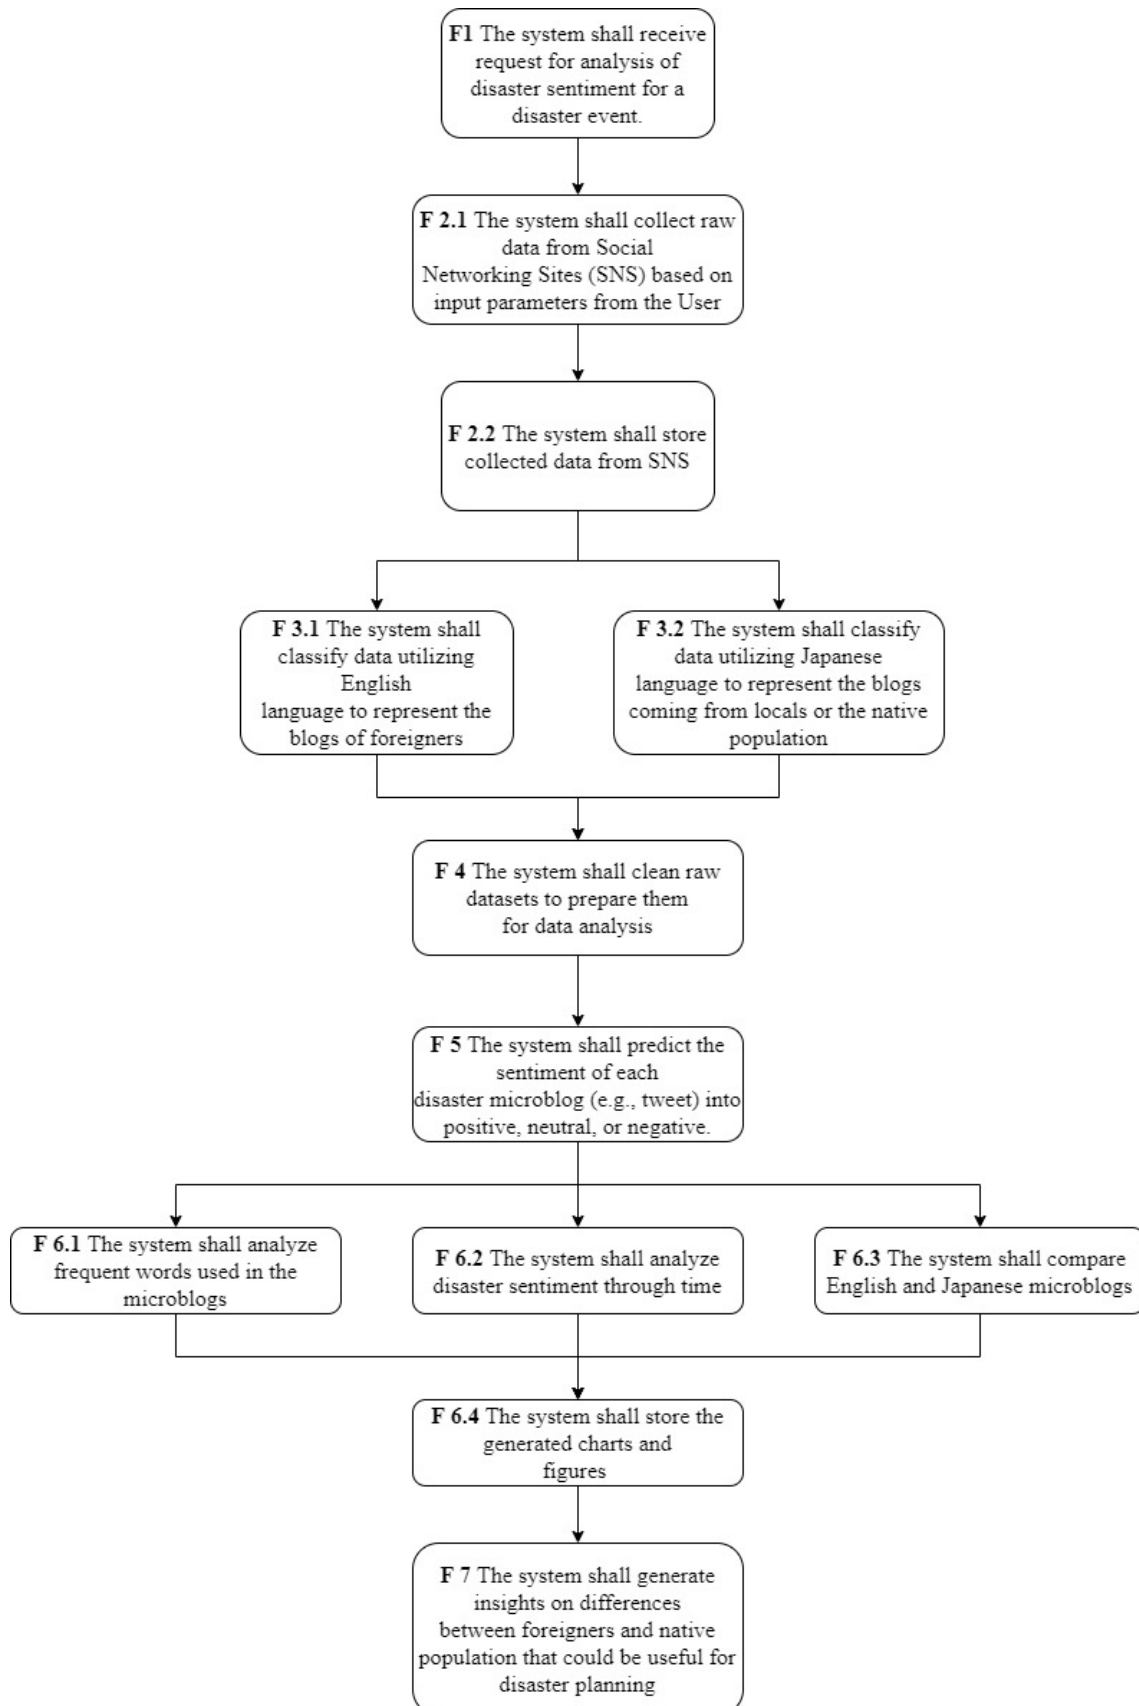 F1 The system shall receive
request for analysis of
disaster sentiment for a
disaster event.
F 2.1 The system shall collect raw
data from Social
Networking Sites (SNS) based on
input parameters from the User
F 2.2 The system shall store
collected data from SNS
F 3.1 The system shall
classify data utilizing
English
language to represent the
blogs of foreigners
F 3.2 The system shall classify
data utilizing Japanese
language to represent the blogs
coming from locals or the native
population
F 4 The system shall clean raw
datasets to prepare them
for data analysis
F 5 The system shall predict the
sentiment of each
disaster microblog (e.g., tweet) into
positive, neutral, or negative.
F 6.1 The system shall analyze
frequent words used in the
microblogs
F 6.2 The system shall analyze
disaster sentiment through time
F 6.3 The system shall compare
English and Japanese microblogs
F 6.4 The system shall store the
generated charts and
figures
F 7 The system shall generate
insights on differences
between foreigners and native
population that could be useful for
disaster planning